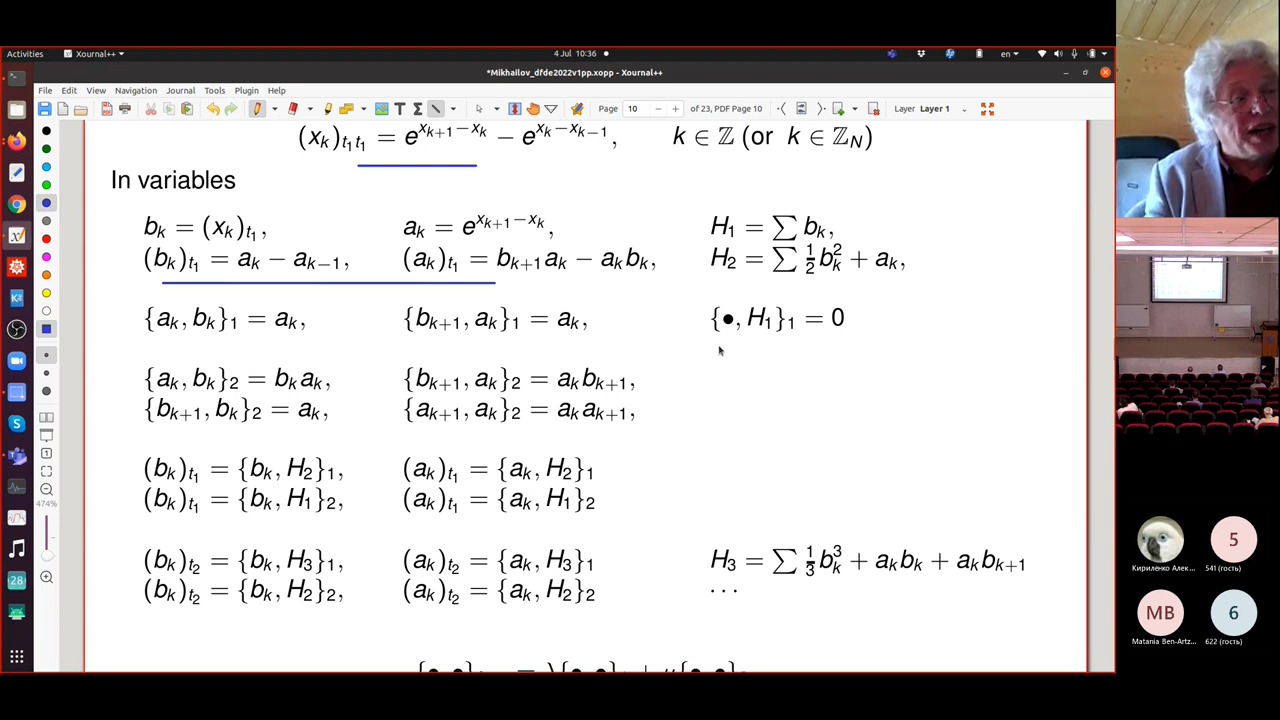 Activities Xournal++ 4 Jul 10:36 en
*Mikhailov_dfde2022v1pp.xopp - Xournal++
File Edit View Navigation Journal Tools Plugin Help
Page 10 of 23, PDF Page 10 Layer Layer 1
(x_k)_{t_1 t_1} = e^{x_{k+1}-x_k} − e^{x_k-x_{k-1}}, k ∈ ℤ (or k ∈ ℤ_N)
In variables
b_k = (x_k)_{t_1}, a_k = e^{x_{k+1}-x_k}, H_1 = ∑ b_k,
(b_k)_{t_1} = a_k − a_{k-1}, (a_k)_{t_1} = b_{k+1}a_k − a_k b_k, H_2 = ∑ ½ b_k^2 + a_k,
{a_k, b_k}_1 = a_k, {b_{k+1}, a_k}_1 = a_k, {•, H_1}_1 = 0
{a_k, b_k}_2 = b_k a_k, {b_{k+1}, a_k}_2 = a_k b_{k+1},
{b_{k+1}, b_k}_2 = a_k, {a_{k+1}, a_k}_2 = a_k a_{k+1},
(b_k)_{t_1} = {b_k, H_2}_1, (a_k)_{t_1} = {a_k, H_2}_1
(b_k)_{t_1} = {b_k, H_1}_2, (a_k)_{t_1} = {a_k, H_1}_2
(b_k)_{t_2} = {b_k, H_3}_1, (a_k)_{t_2} = {a_k, H_3}_1 H_3 = ∑ ⅓ b_k^3 + a_k b_k + a_k b_{k+1}
(b_k)_{t_2} = {b_k, H_2}_2, (a_k)_{t_2} = {a_k, H_2}_2 ⋯
474%
28
1
5
Кириленко Алек... 541 (гость)
MB 6
Matania Ben-Artz... 622 (гость)